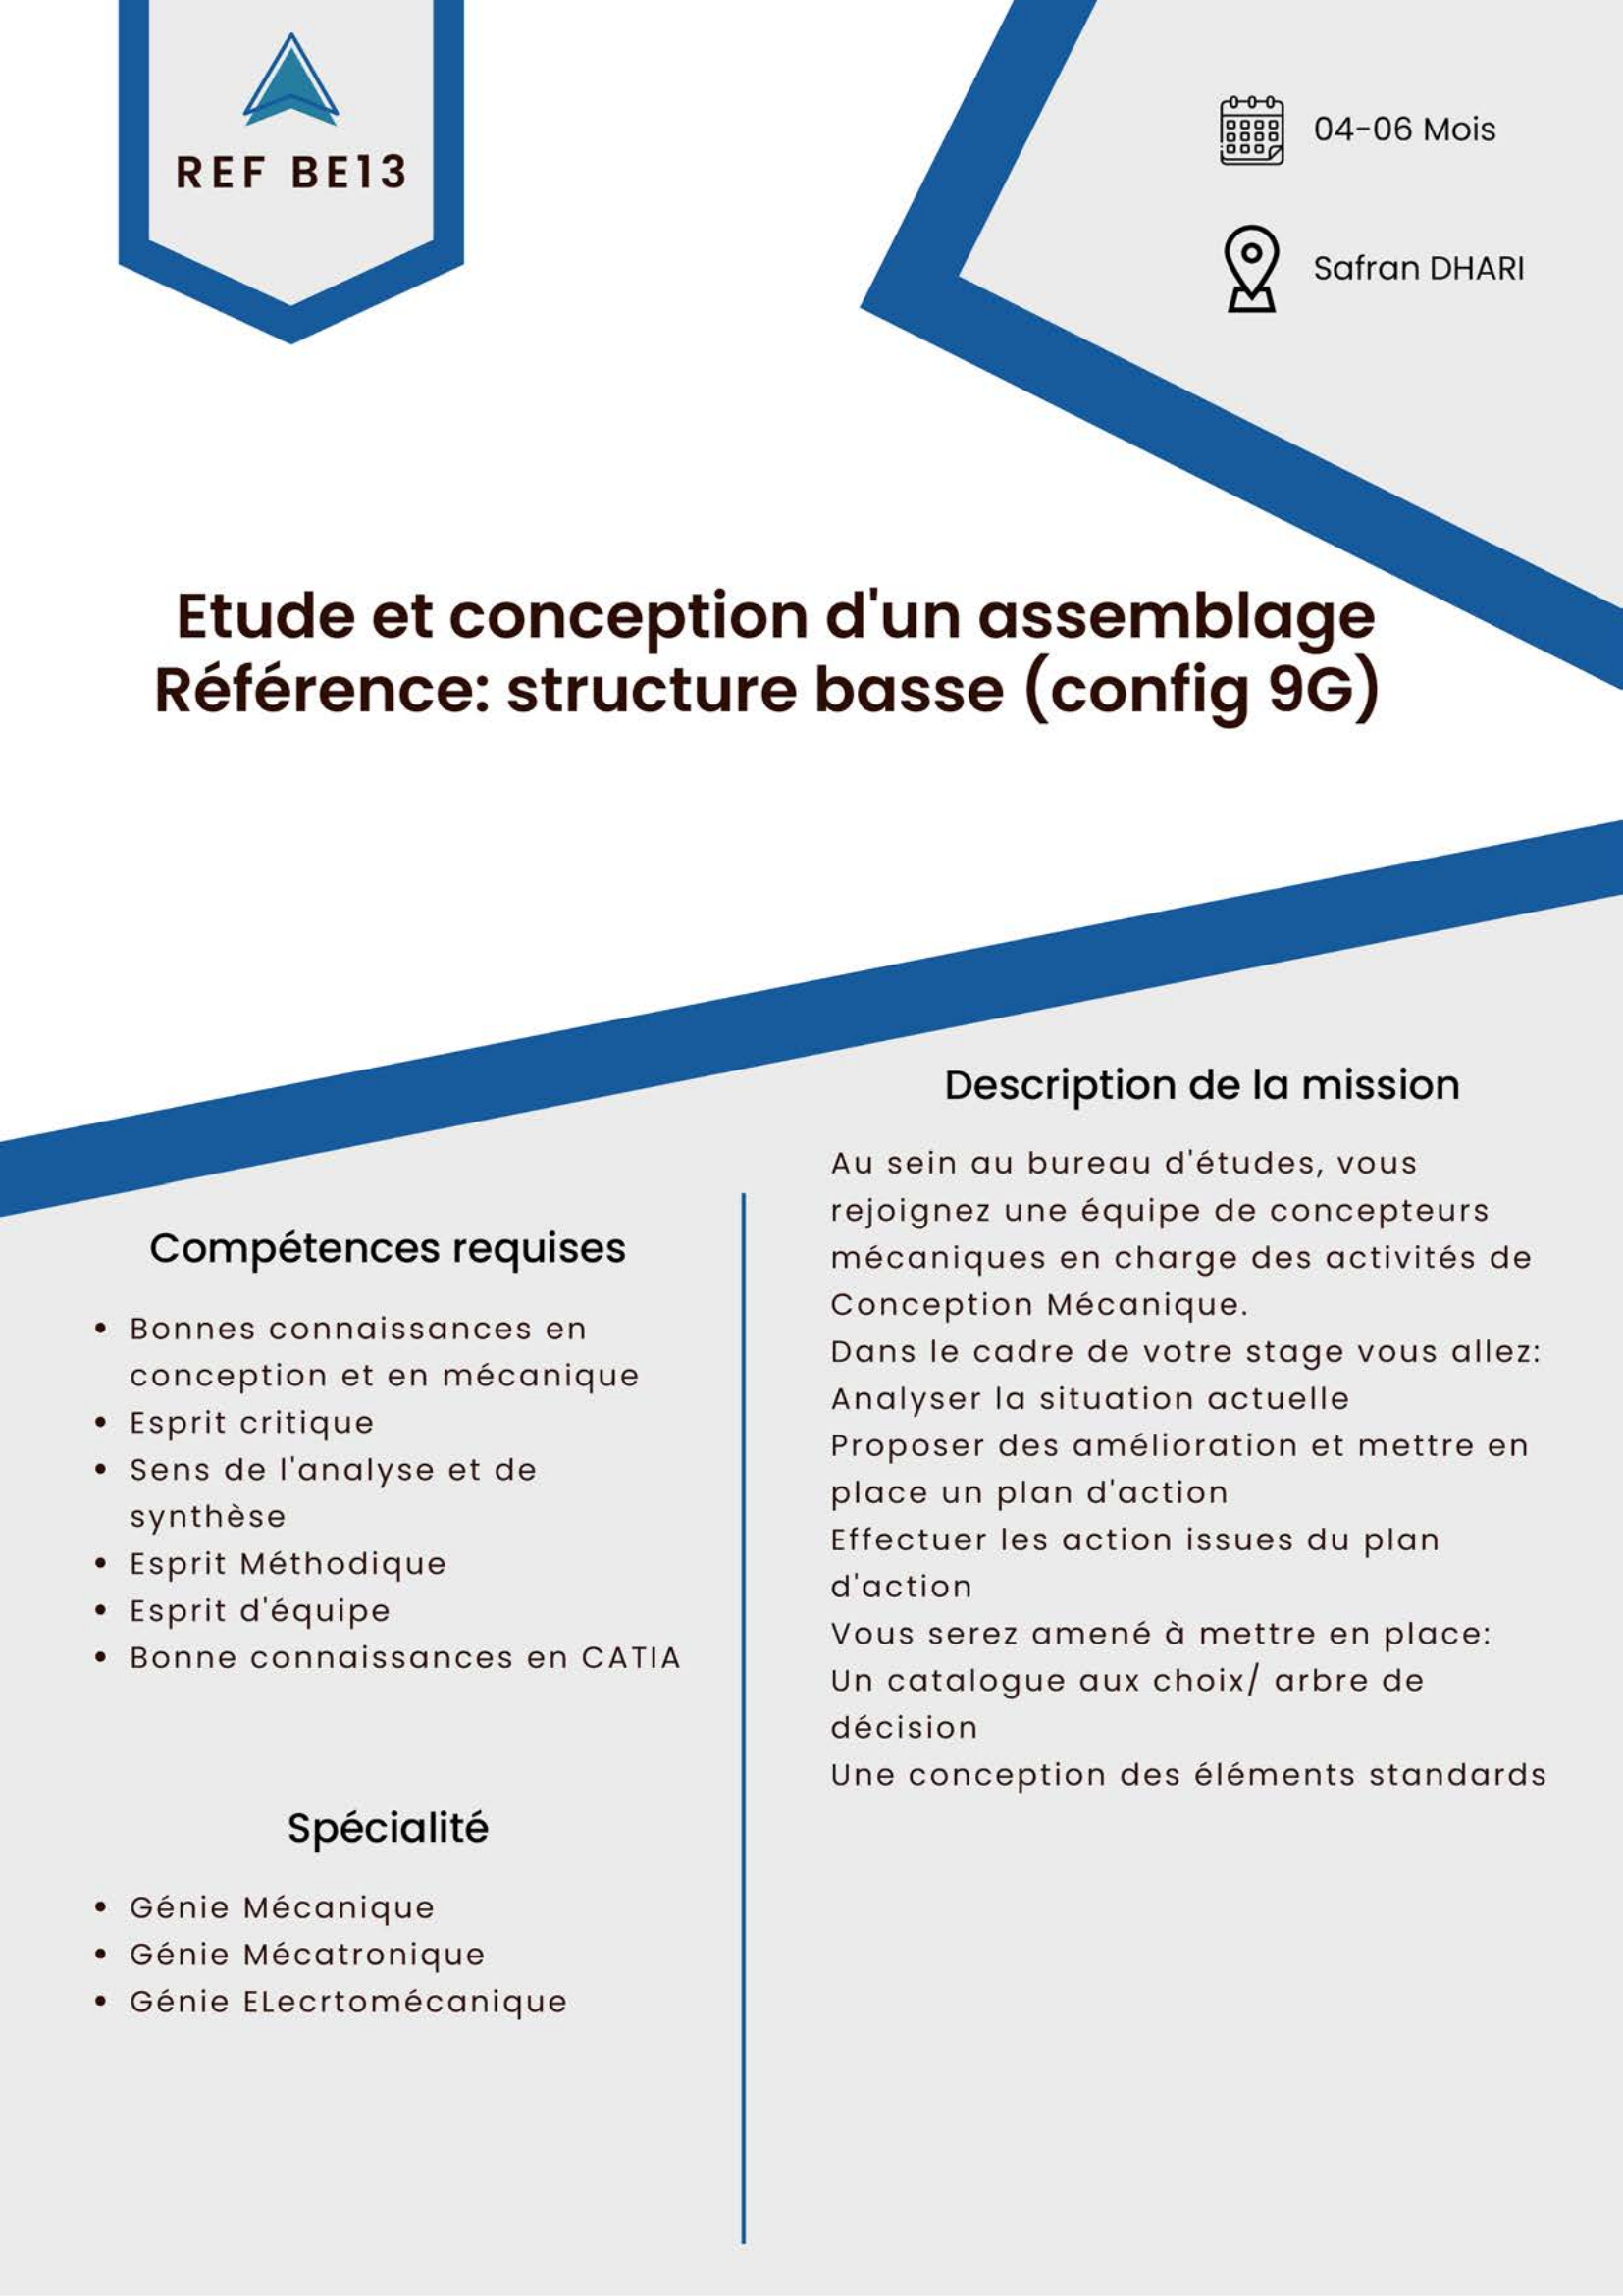 REF BE13
04-06 Mois
Safran DHARI
Etude et conception d'un assemblage
Référence: structure basse (config 9G)
Compétences requises
• Bonnes connaissances en
conception et en mécanique
• Esprit critique
• Sens de l'analyse et de
synthèse
• Esprit Méthodique
• Esprit d'équipe
• Bonne connaissances en CATIA
Spécialité
• Génie Mécanique
• Génie Mécatronique
• Génie ELecrtomécanique
Description de la mission
Au sein au bureau d'études, vous
rejoignez une équipe de concepteurs
mécaniques en charge des activités de
Conception Mécanique.
Dans le cadre de votre stage vous allez:
Analyser la situation actuelle
Proposer des amélioration et mettre en
place un plan d'action
Effectuer les action issues du plan
d'action
Vous serez amené à mettre en place:
Un catalogue aux choix/ arbre de
décision
Une conception des éléments standards